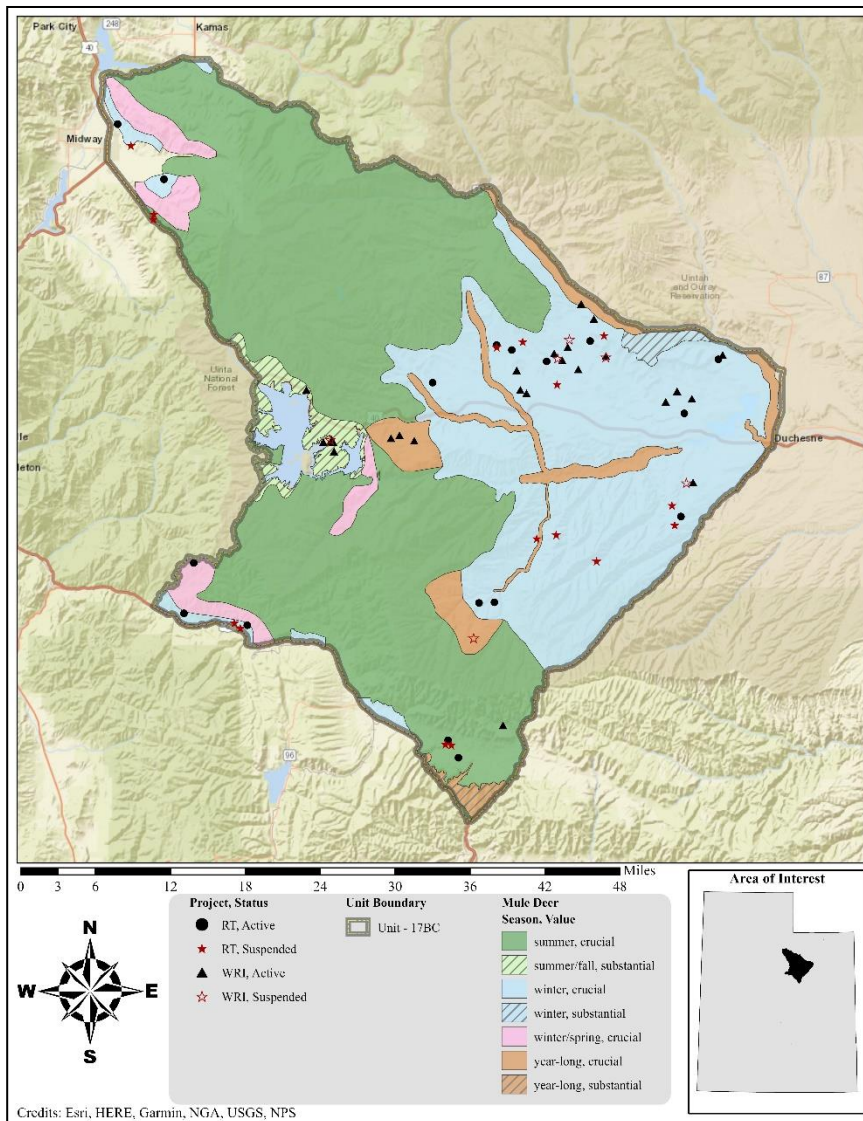 Park City
248
Kamas
40
Midway
87
Uintah
and Ouray
Reservation
Uinta
National
Forest
40
Duchesne
lle
leton
96
Miles
0 3 6 12 18 24 30 36 42 48
Project, Status
RT, Active
RT, Suspended
WRI, Active
WRI, Suspended
Unit Boundary
Unit - 17BC
Mule Deer
Season, Value
summer, crucial
summer/fall, substantial
winter, crucial
winter, substantial
winter/spring, crucial
year-long, crucial
year-long, substantial
Area of Interest
N
W E
S
Credits: Esri, HERE, Garmin, NGA, USGS, NPS